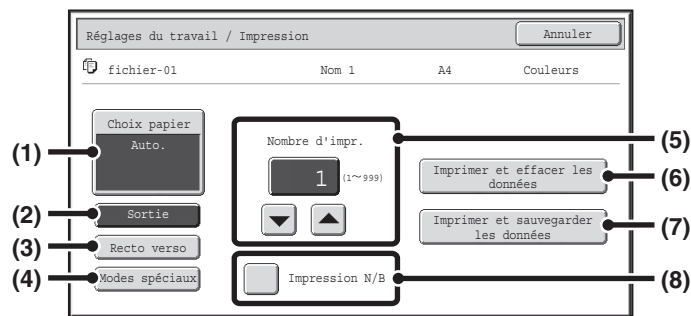 Réglages du travail / Impression
Annuler
fichier-01 Nom 1 A4 Couleurs
Choix papier
Auto.
Nombre d'impr.
1 (1~999)
Imprimer et effacer les
données
Sortie
Imprimer et sauvegarder
les données
Recto verso
Modes spéciaux
Impression N/B
(1)
(2)
(3)
(4)
(5)
(6)
(7)
(8)